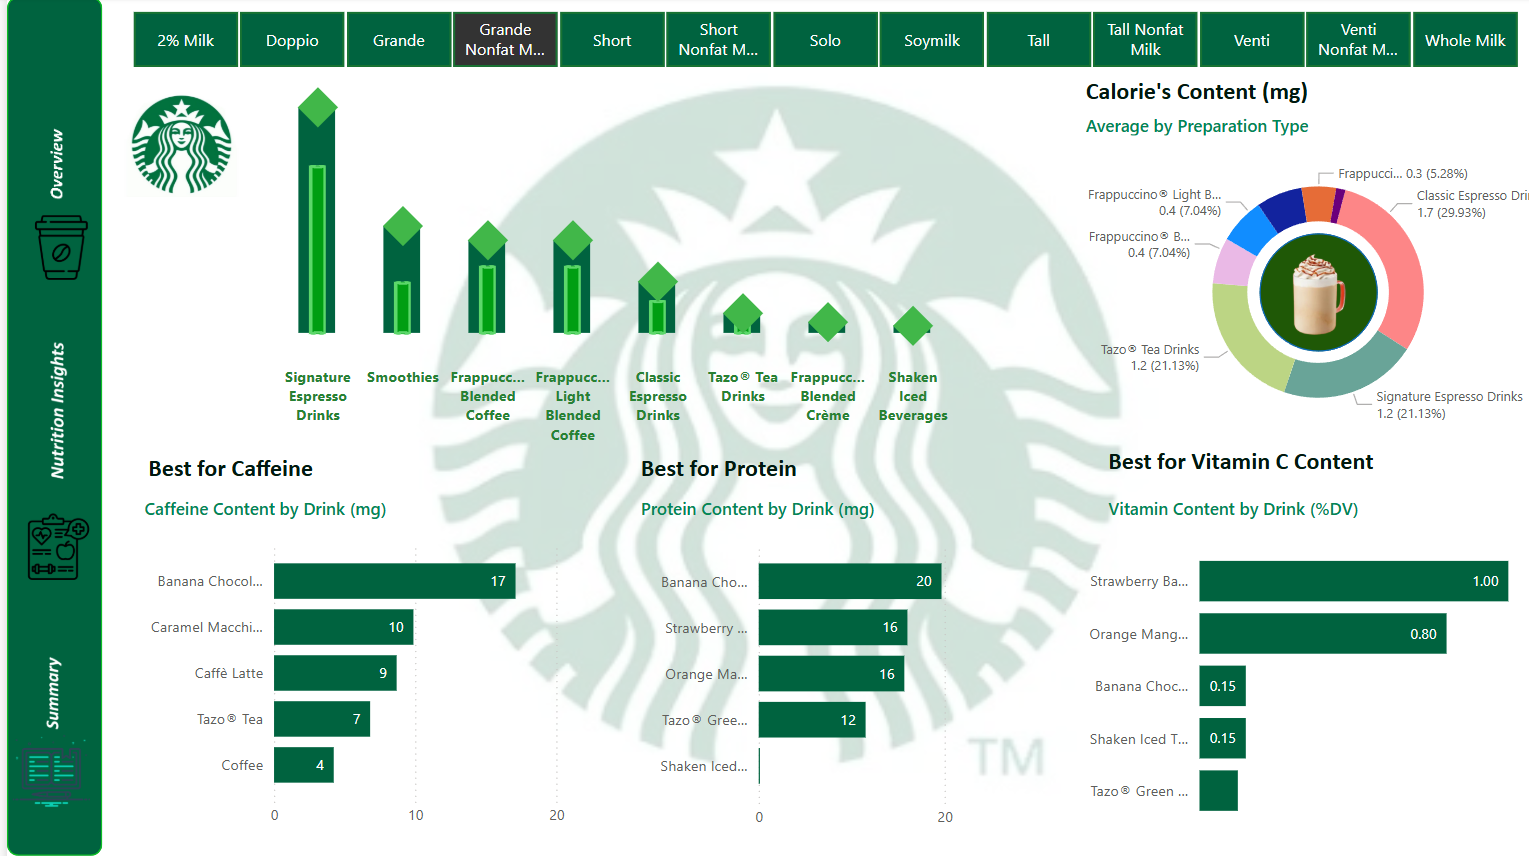 2% Milk
Doppio
Grande
Grande
Nonfat M...
Short
Short
Nonfat M...
Solo
Soymilk
Tall
Tall Nonfat
Milk
Venti
Venti
Nonfat M...
Whole Milk
Overview
Nutrition Insights
Summary
Signature
Espresso
Drinks
Smoothies
Frappucc...
Blended
Coffee
Frappucc...
Light
Blended
Coffee
Classic
Espresso
Drinks
Tazo® Tea
Drinks
Frappucc...
Blended
Crème
Shaken
Iced
Beverages
Calorie's Content (mg)
Average by Preparation Type
Frappucci... 0.3 (5.28%)
Classic Espresso Dri
1.7 (29.93%)
Frappuccino® Light B...
0.4 (7.04%)
Frappuccino® B...
0.4 (7.04%)
Tazo® Tea Drinks
1.2 (21.13%)
Signature Espresso Drinks
1.2 (21.13%)
Best for Caffeine
Caffeine Content by Drink (mg)
Banana Chocol... 17
Caramel Macchi... 10
Caffè Latte 9
Tazo® Tea 7
Coffee 4
0 10 20
Best for Protein
Protein Content by Drink (mg)
Banana Cho... 20
Strawberry ... 16
Orange Ma... 16
Tazo® Gree... 12
Shaken Iced...
0 20
Best for Vitamin C Content
Vitamin Content by Drink (%DV)
Strawberry Ba... 1.00
Orange Mang... 0.80
Banana Choc... 0.15
Shaken Iced T... 0.15
Tazo® Green ...
TM